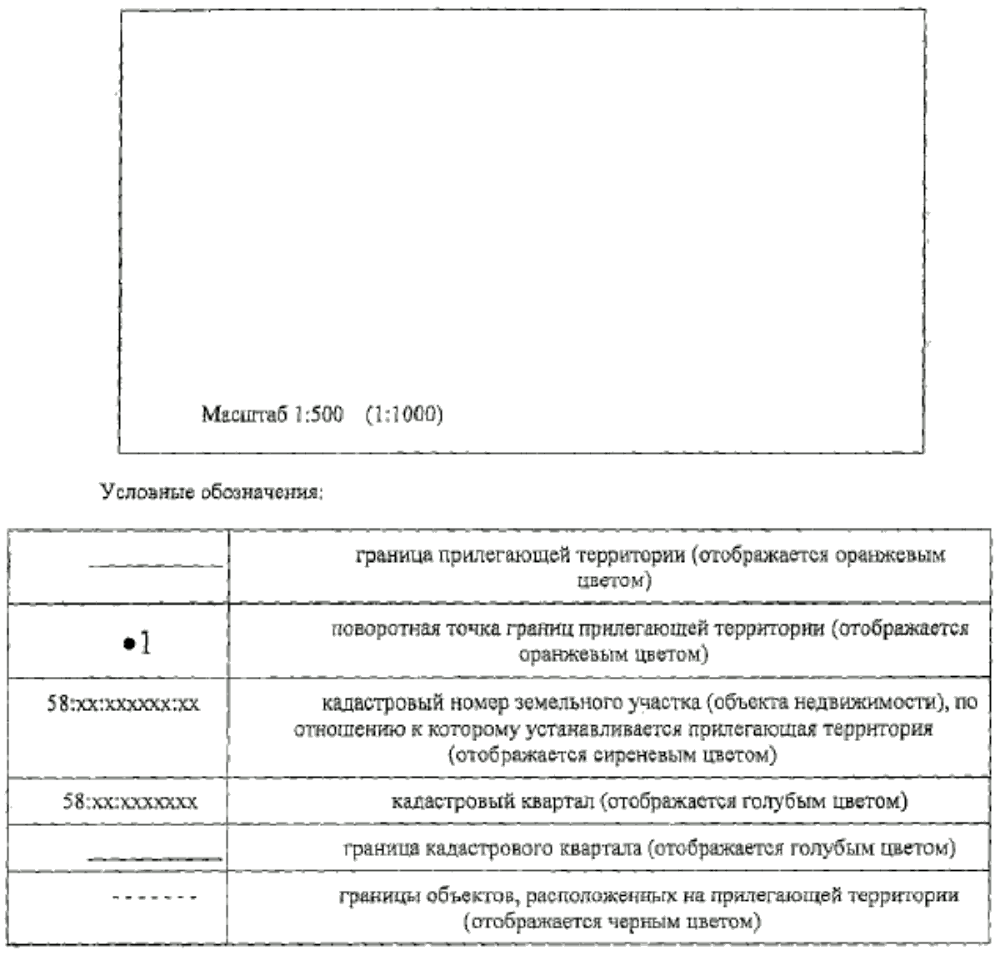 Масштаб 1:500 (1:1000)
Условные обозначения:
граница прилегающей территории (отображается оранжевым
цветом)
●1
поворотная точка границ прилегающей территории (отображается
оранжевым цветом)
58:xx:xxxxxx:xx
кадастровый номер земельного участка (объекта недвижимости), по
отношению к которому устанавливается прилегающая территория
(отображается сиреневым цветом)
58:xx:xxxxxxx
кадастровый квартал (отображается голубым цветом)
граница кадастрового квартала (отображается голубым цветом)
границы объектов, расположенных на прилегающей территории
(отображается черным цветом)